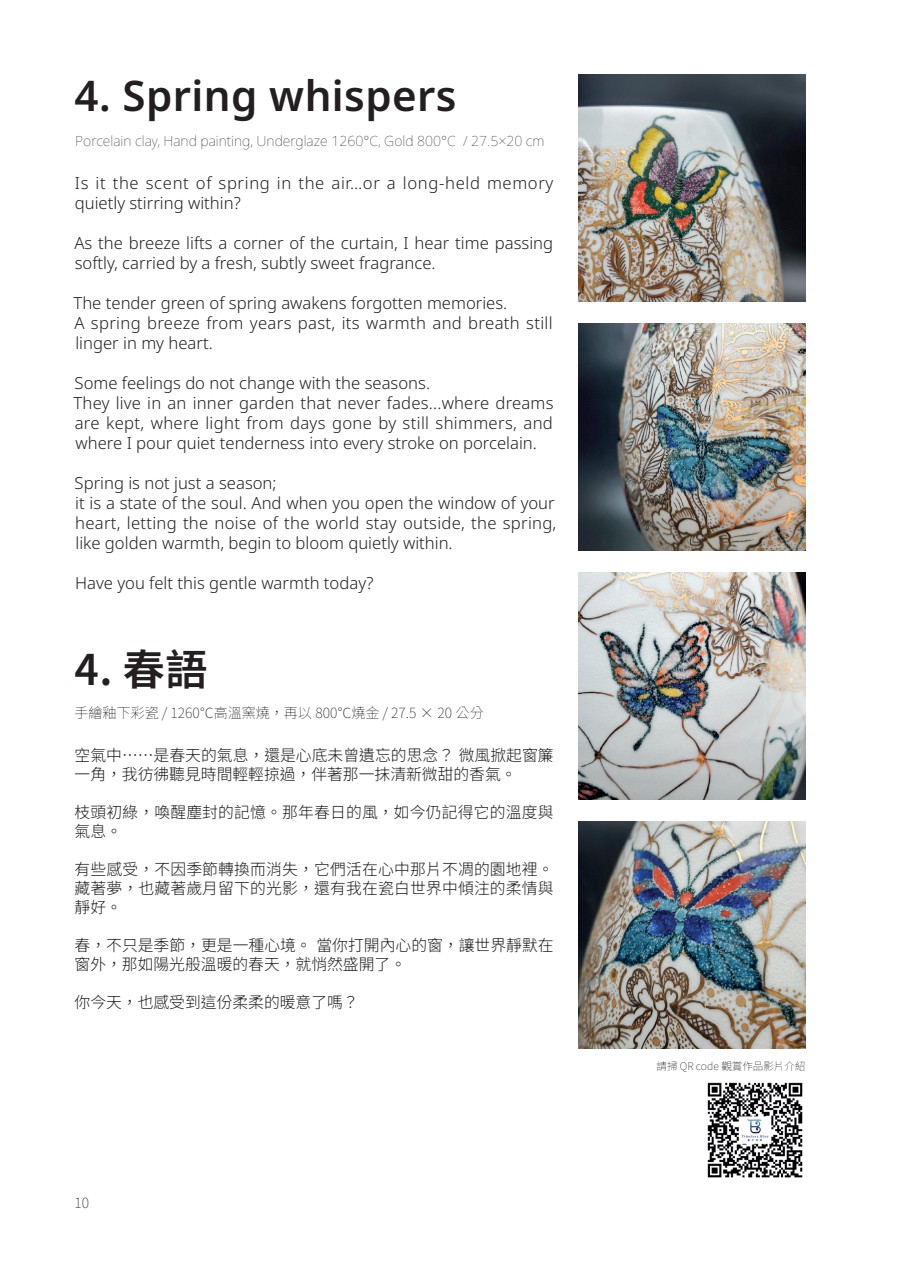 4. Spring whispers
Porcelain clay, Hand painting, Underglaze 1260°C, Gold 800°C / 27.5×20 cm
Is it the scent of spring in the air...or a long-held memory
quietly stirring within?
As the breeze lifts a corner of the curtain, I hear time passing
softly, carried by a fresh, subtly sweet fragrance.
The tender green of spring awakens forgotten memories.
A spring breeze from years past, its warmth and breath still
linger in my heart.
Some feelings do not change with the seasons.
They live in an inner garden that never fades...where dreams
are kept, where light from days gone by still shimmers, and
where I pour quiet tenderness into every stroke on porcelain.
Spring is not just a season;
it is a state of the soul. And when you open the window of your
heart, letting the noise of the world stay outside, the spring,
like golden warmth, begin to bloom quietly within.
Have you felt this gentle warmth today?
4. 春語
手繪釉下彩瓷 / 1260°C高溫窯燒，再以 800°C燒金 / 27.5 × 20 公分
空氣中⋯⋯是春天的氣息，還是心底未曾遺忘的思念？ 微風掀起窗簾
一角，我彷彿聽見時間輕輕掠過，伴著那一抹清新微甜的香氣。
枝頭初綠，喚醒塵封的記憶。那年春日的風，如今仍記得它的溫度與
氣息。
有些感受，不因季節轉換而消失，它們活在心中那片不凋的園地裡。
藏著夢，也藏著歲月留下的光影，還有我在瓷白世界中傾注的柔情與
靜好。
春，不只是季節，更是一種心境。 當你打開內心的窗，讓世界靜默在
窗外，那如陽光般溫暖的春天，就悄然盛開了。
你今天，也感受到這份柔柔的暖意了嗎？
請掃 QR code 觀賞作品影片介紹
Timeless Blue
10